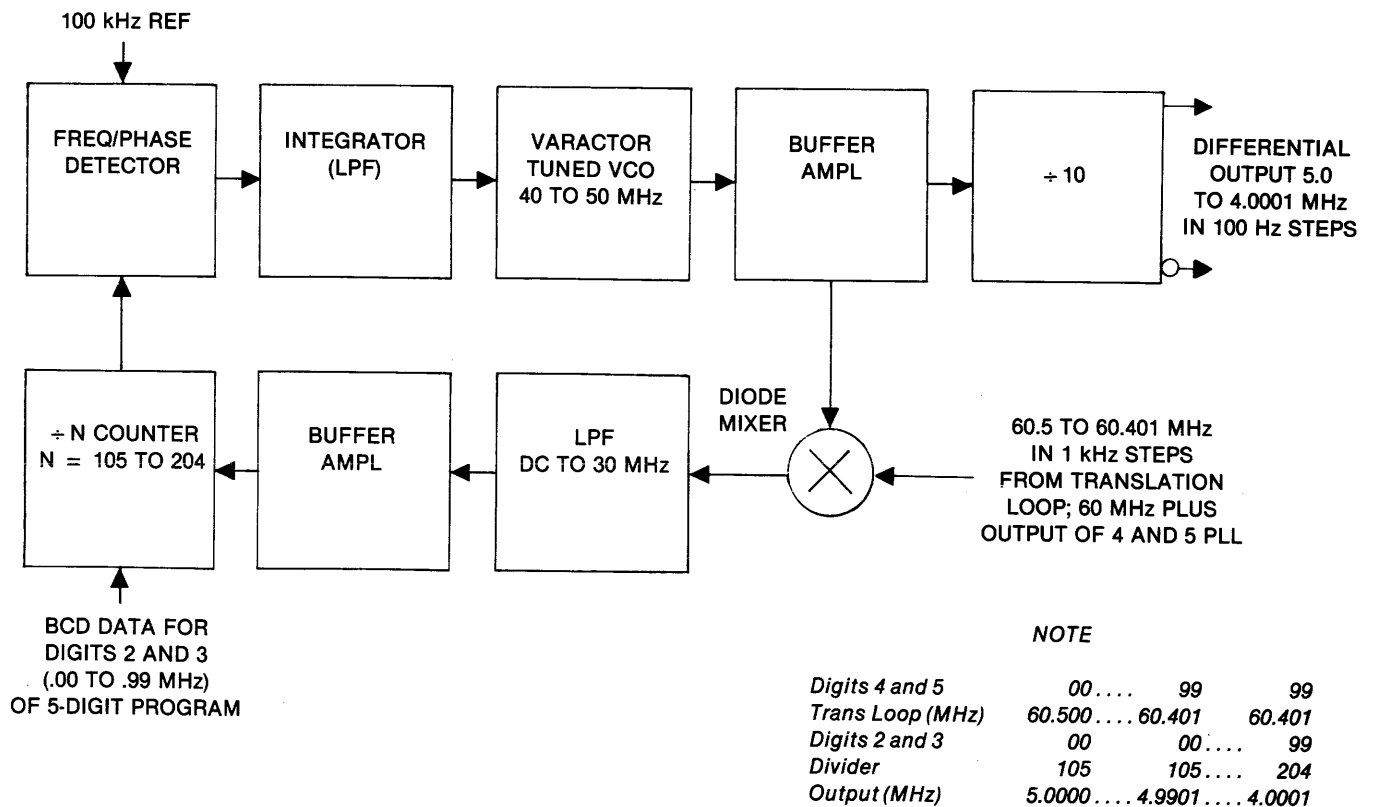 100 kHz REF
FREQ/PHASE
DETECTOR
INTEGRATOR
(LPF)
VARACTOR
TUNED VCO
40 TO 50 MHz
BUFFER
AMPL
÷ 10
DIFFERENTIAL
OUTPUT 5.0
TO 4.0001 MHz
IN 100 Hz STEPS
÷ N COUNTER
N = 105 TO 204
BUFFER
AMPL
LPF
DC TO 30 MHz
DIODE
MIXER
60.5 TO 60.401 MHz
IN 1 kHz STEPS
FROM TRANSLATION
LOOP; 60 MHz PLUS
OUTPUT OF 4 AND 5 PLL
BCD DATA FOR
DIGITS 2 AND 3
(.00 TO .99 MHz)
OF 5-DIGIT PROGRAM
NOTE
Digits 4 and 5 00.... 99 99
Trans Loop (MHz) 60.500....60.401 60.401
Digits 2 and 3 00 00.... 99
Divider 105 105.... 204
Output (MHz) 5.0000....4.9901....4.0001